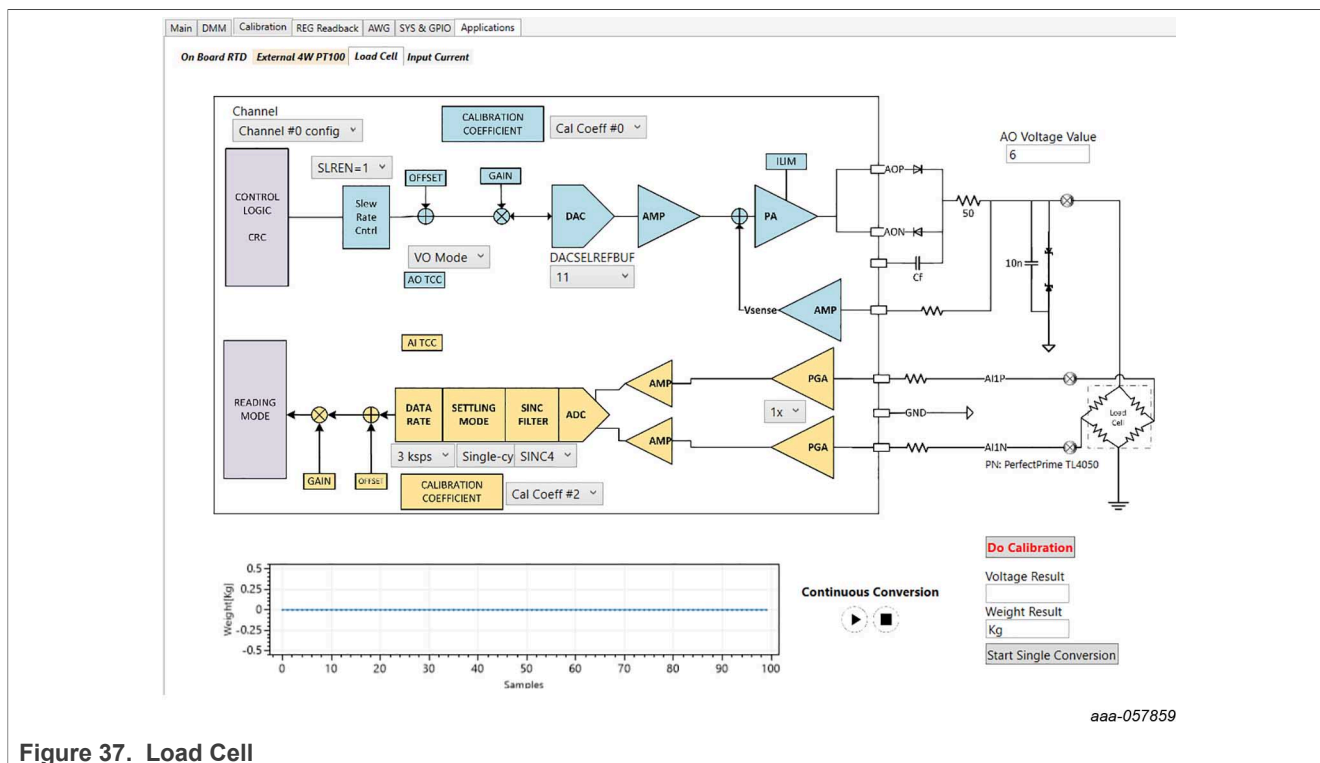 Main DMM Calibration REG Readback AWG SYS & GPIO Applications
On Board RTD External 4W PT100 Load Cell Input Current
Channel
Channel #0 config
CALIBRATION
COEFFICIENT
Cal Coeff #0
AO Voltage Value
6
SLREN=1
OFFSET
GAIN
ILIM
CONTROL
LOGIC
CRC
Slew
Rate
Cntrl
DAC
AMP
PA
AOP
AON
50
10n
Cf
VO Mode
AO TCC
DACSELREFBUF
11
Vsense
AMP
AI TCC
READING
MODE
DATA
RATE
SETTLING
MODE
SINC
FILTER
ADC
AMP
AMP
PGA
1x
PGA
AI1P
GND
AI1N
Load
Cell
PN: PerfectPrime TL4050
3 ksps Single-cy SINC4
GAIN
OFFSET
CALIBRATION
COEFFICIENT
Cal Coeff #2
Do Calibration
Voltage Result
Weight Result
Kg
Start Single Conversion
Continuous Conversion
Weight[Kg]
0.5
0.25
0
-0.25
-0.5
0 10 20 30 40 50 60 70 80 90 100
Samples
aaa-057859
Figure 37. Load Cell